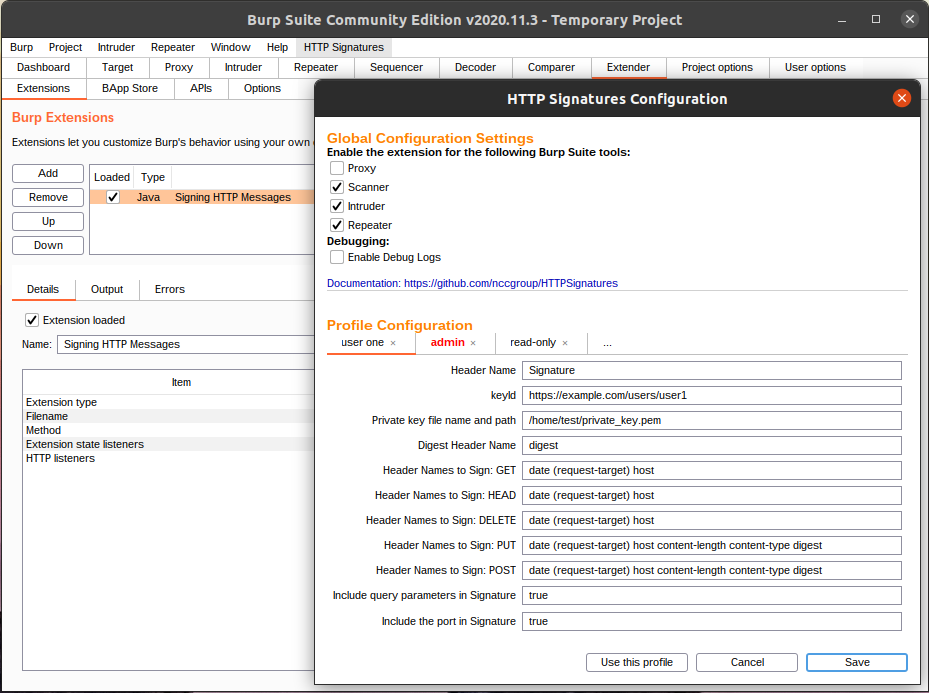 Burp Suite Community Edition v2020.11.3 - Temporary Project
Burp Project Intruder Repeater Window Help HTTP Signatures
Dashboard Target Proxy Intruder Repeater Sequencer Decoder Comparer Extender Project options User options
Extensions BApp Store APIs Options
Burp Extensions
Extensions let you customize Burp's behavior using your own
Add
Remove
Up
Down
Loaded Type
Java Signing HTTP Messages
Details Output Errors
Extension loaded
Name: Signing HTTP Messages
Item
Extension type
Filename
Method
Extension state listeners
HTTP listeners
HTTP Signatures Configuration
Global Configuration Settings
Enable the extension for the following Burp Suite tools:
Proxy
Scanner
Intruder
Repeater
Debugging:
Enable Debug Logs
Documentation: https://github.com/nccgroup/HTTPSignatures
Profile Configuration
user one × admin × read-only × ...
Header Name Signature
keyId https://example.com/users/user1
Private key file name and path /home/test/private_key.pem
Digest Header Name digest
Header Names to Sign: GET date (request-target) host
Header Names to Sign: HEAD date (request-target) host
Header Names to Sign: DELETE date (request-target) host
Header Names to Sign: PUT date (request-target) host content-length content-type digest
Header Names to Sign: POST date (request-target) host content-length content-type digest
Include query parameters in Signature true
Include the port in Signature true
Use this profile Cancel Save